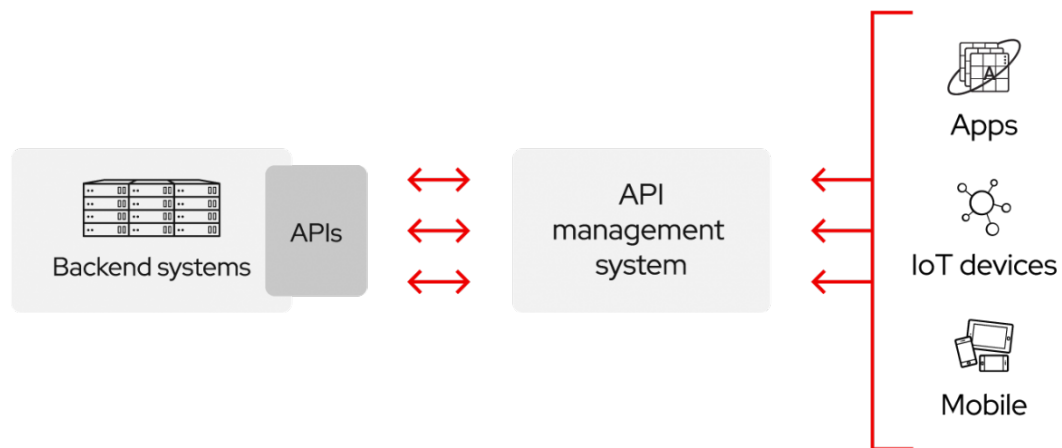 Backend systems
APIs
API
management
system
A
Apps
IoT devices
Mobile